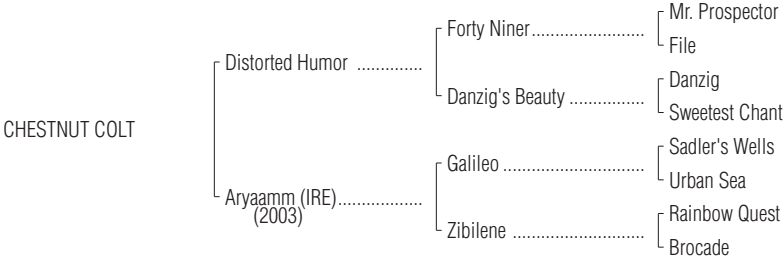 Mr. Prospector
Forty Niner..........................
File
Distorted Humor ...............
Danzig
Danzig's Beauty .................
Sweetest Chant
CHESTNUT COLT
Sadler's Wells
Galileo ................................
Urban Sea
Aryaamm (IRE)...................
(2003)
Rainbow Quest
Zibilene ..............................
Brocade